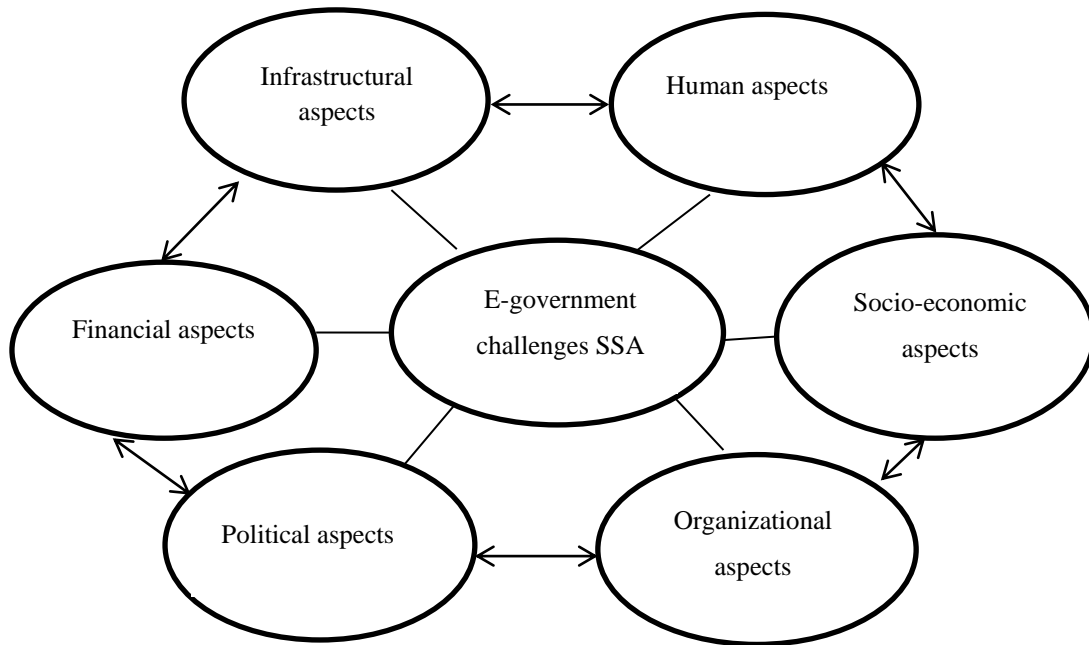 Infrastructural
aspects
Human aspects
E-government
challenges SSA
Socio-economic
aspects
Financial aspects
Political aspects
Organizational
aspects